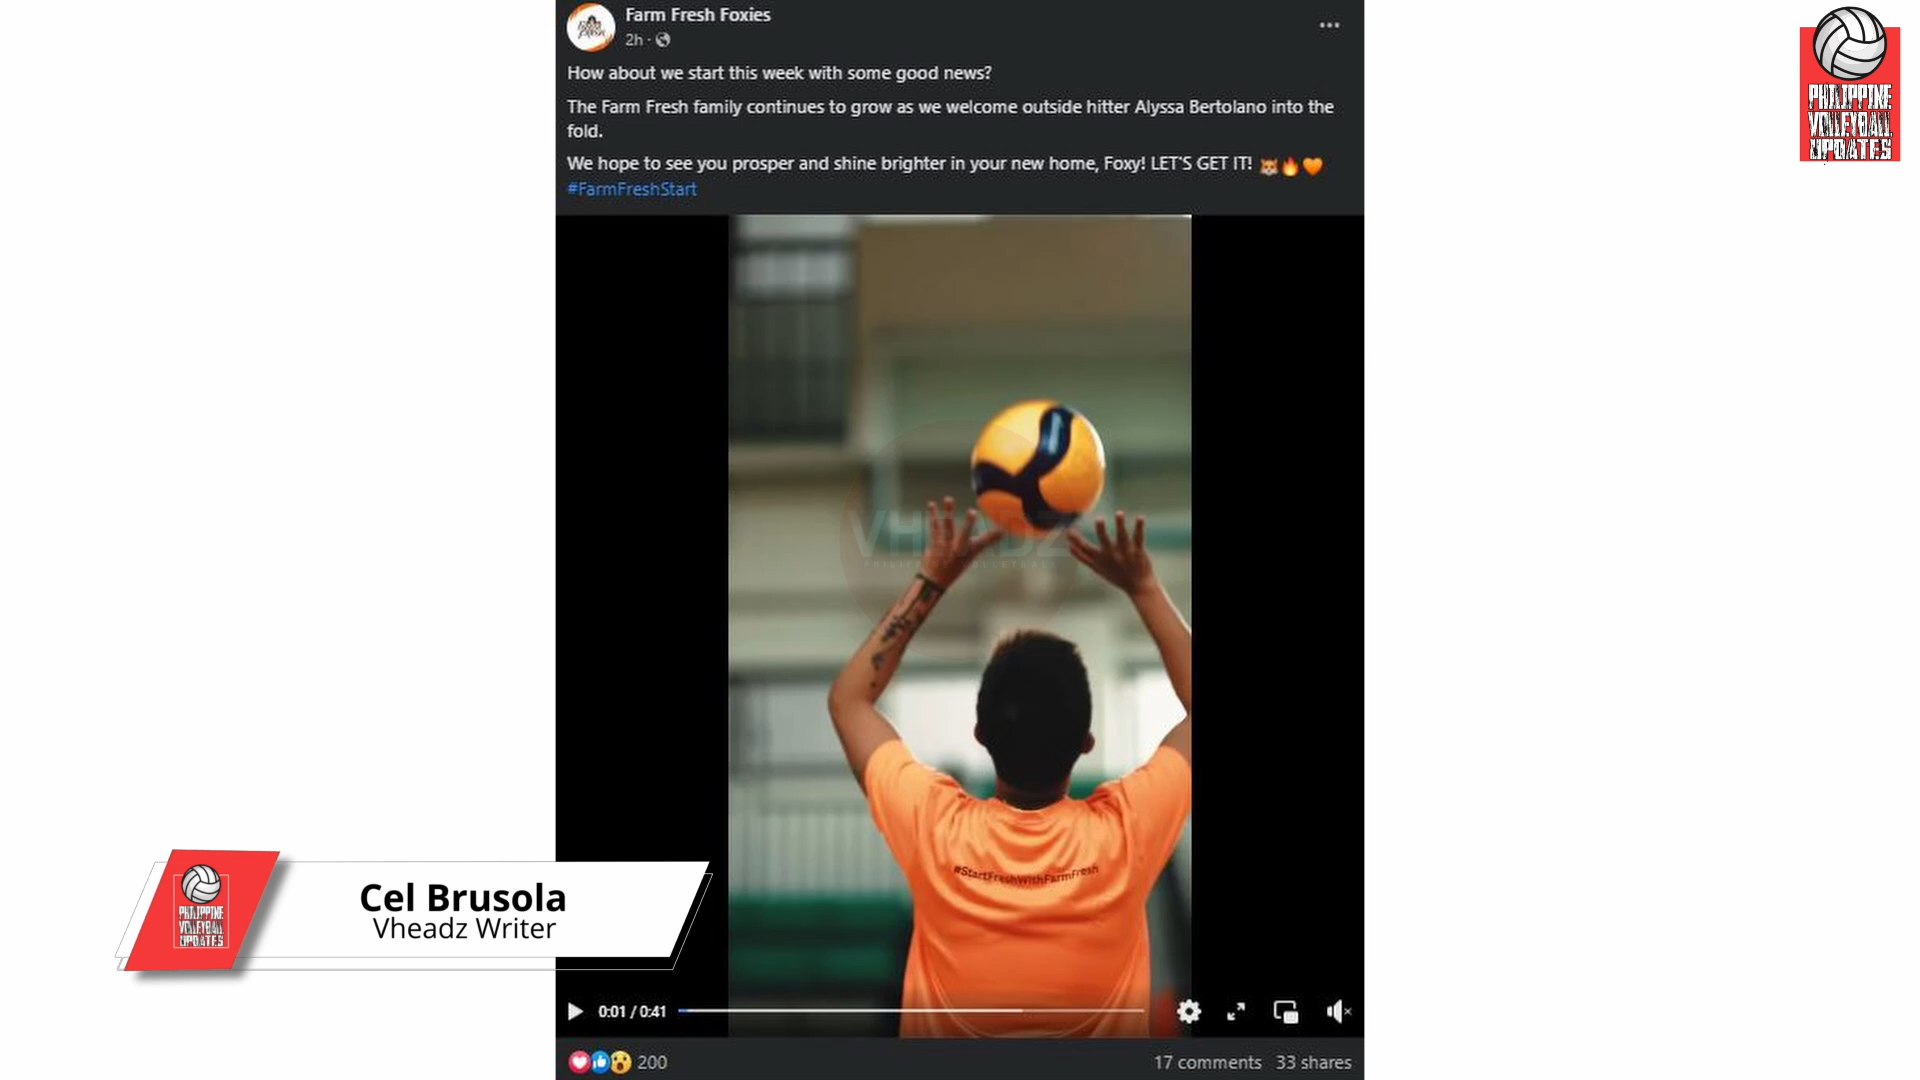 Farm Fresh Foxies
2h ·
How about we start this week with some good news?
The Farm Fresh family continues to grow as we welcome outside hitter Alyssa Bertolano into the
fold.
We hope to see you prosper and shine brighter in your new home, Foxy! LET'S GET IT! 🦊🔥🧡
#FarmFreshStart
PHILIPPINE
VOLLEYBALL
UPDATES
VHEADZ
PHILIPPINE VOLLEYBALL
#StartFreshWithFarmFresh
PHILIPPINE
VOLLEYBALL
UPDATES
Cel Brusola
Vheadz Writer
0:01 / 0:41
200
17 comments 33 shares